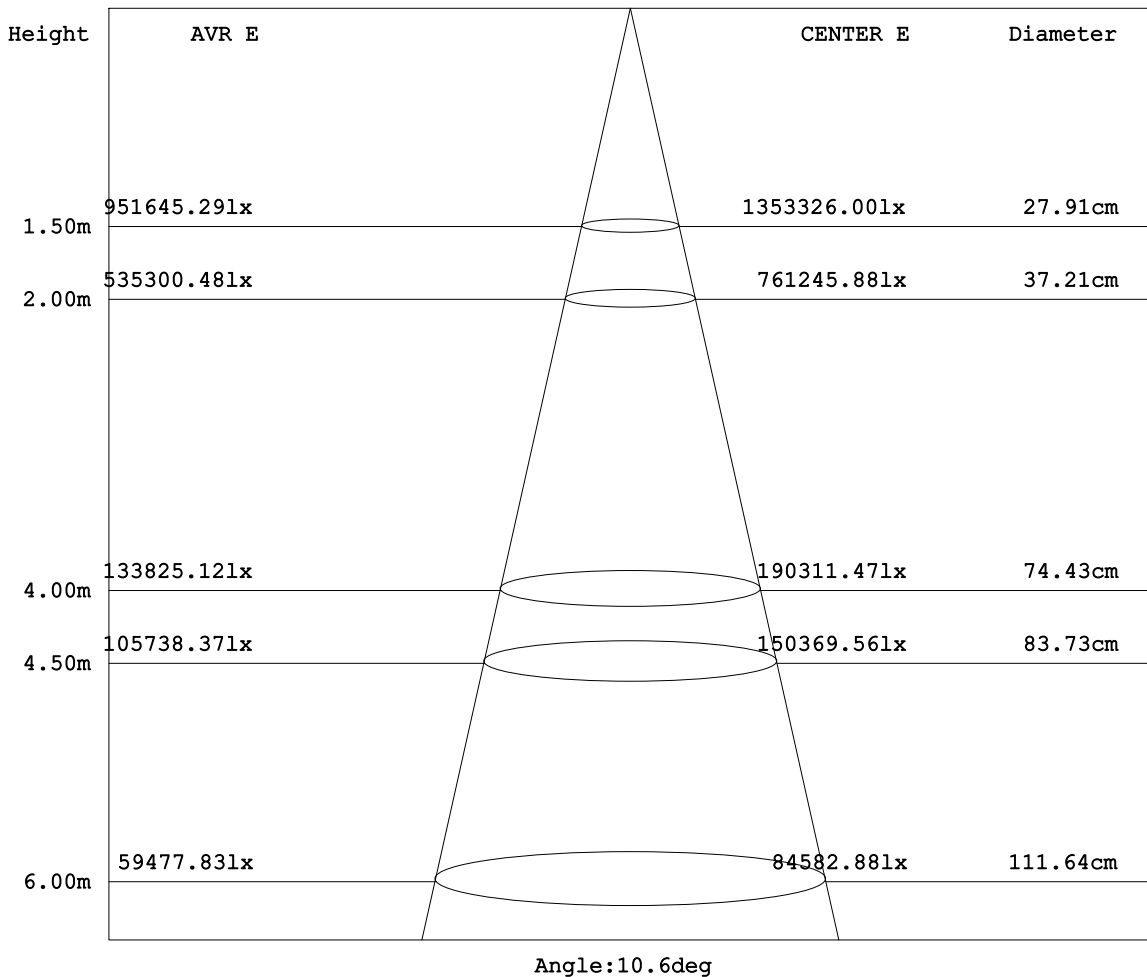 Height AVR E CENTER E Diameter
951645.29lx 1353326.00lx 27.91cm
1.50m
535300.48lx 761245.88lx 37.21cm
2.00m
133825.12lx 190311.47lx 74.43cm
4.00m
105738.37lx 150369.56lx 83.73cm
4.50m
59477.83lx 84582.88lx 111.64cm
6.00m
Angle:10.6deg